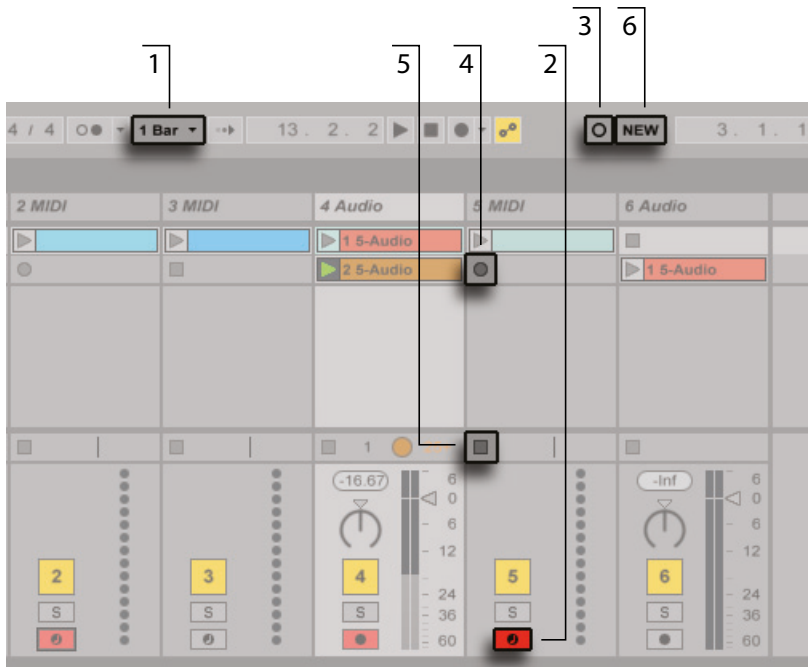 3 6
1 5 4 2
4 / 4 1 Bar 13. 2. 2 NEW 3. 1. 1
2 MIDI 3 MIDI 4 Audio 5 MIDI 6 Audio
1 5-Audio
2 5-Audio 1 5-Audio
1
-16.67 6 -Inf 6
0 0
6 6
12 12
2 3 4 5 6
24 24
S S S S S
36 36
60 60